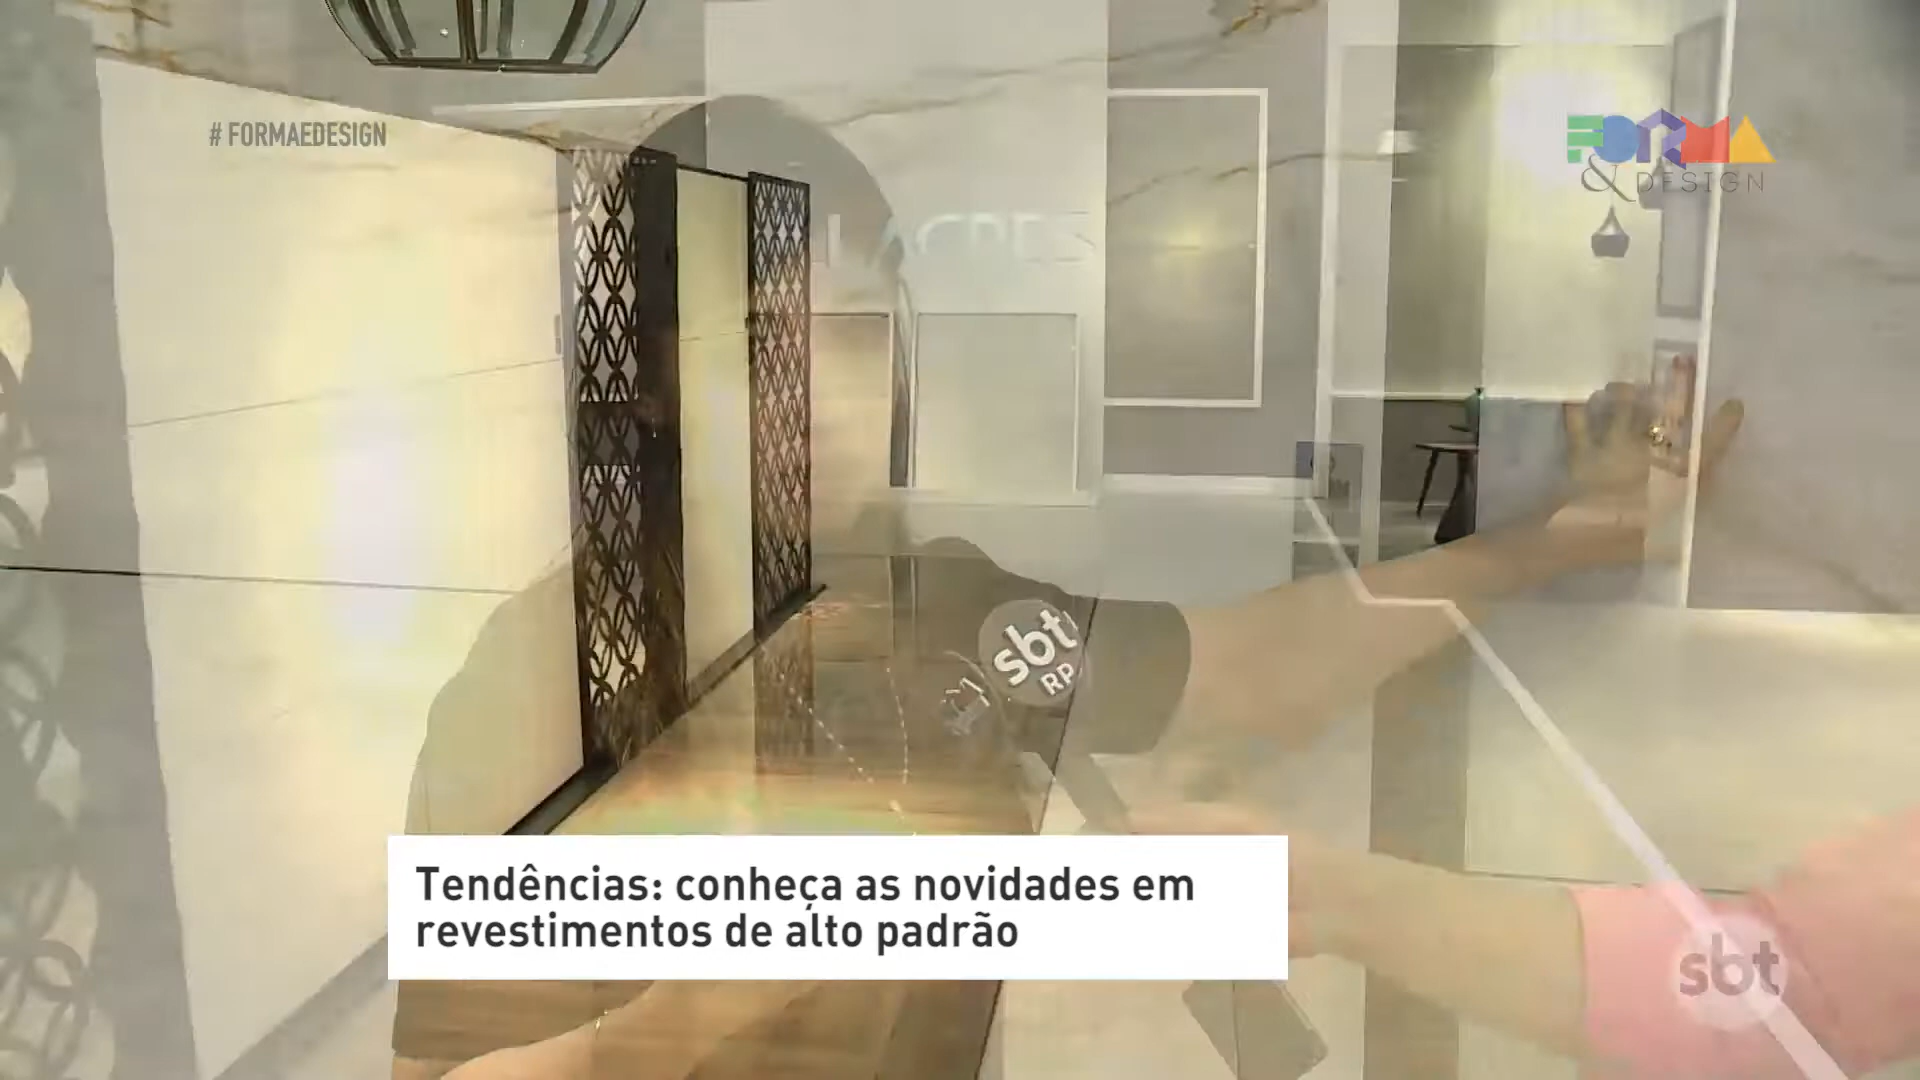 # FORMAEDESIGN
FORMA
& DESIGN
sbt
RP
Tendências: conheça as novidades em
revestimentos de alto padrão
sbt